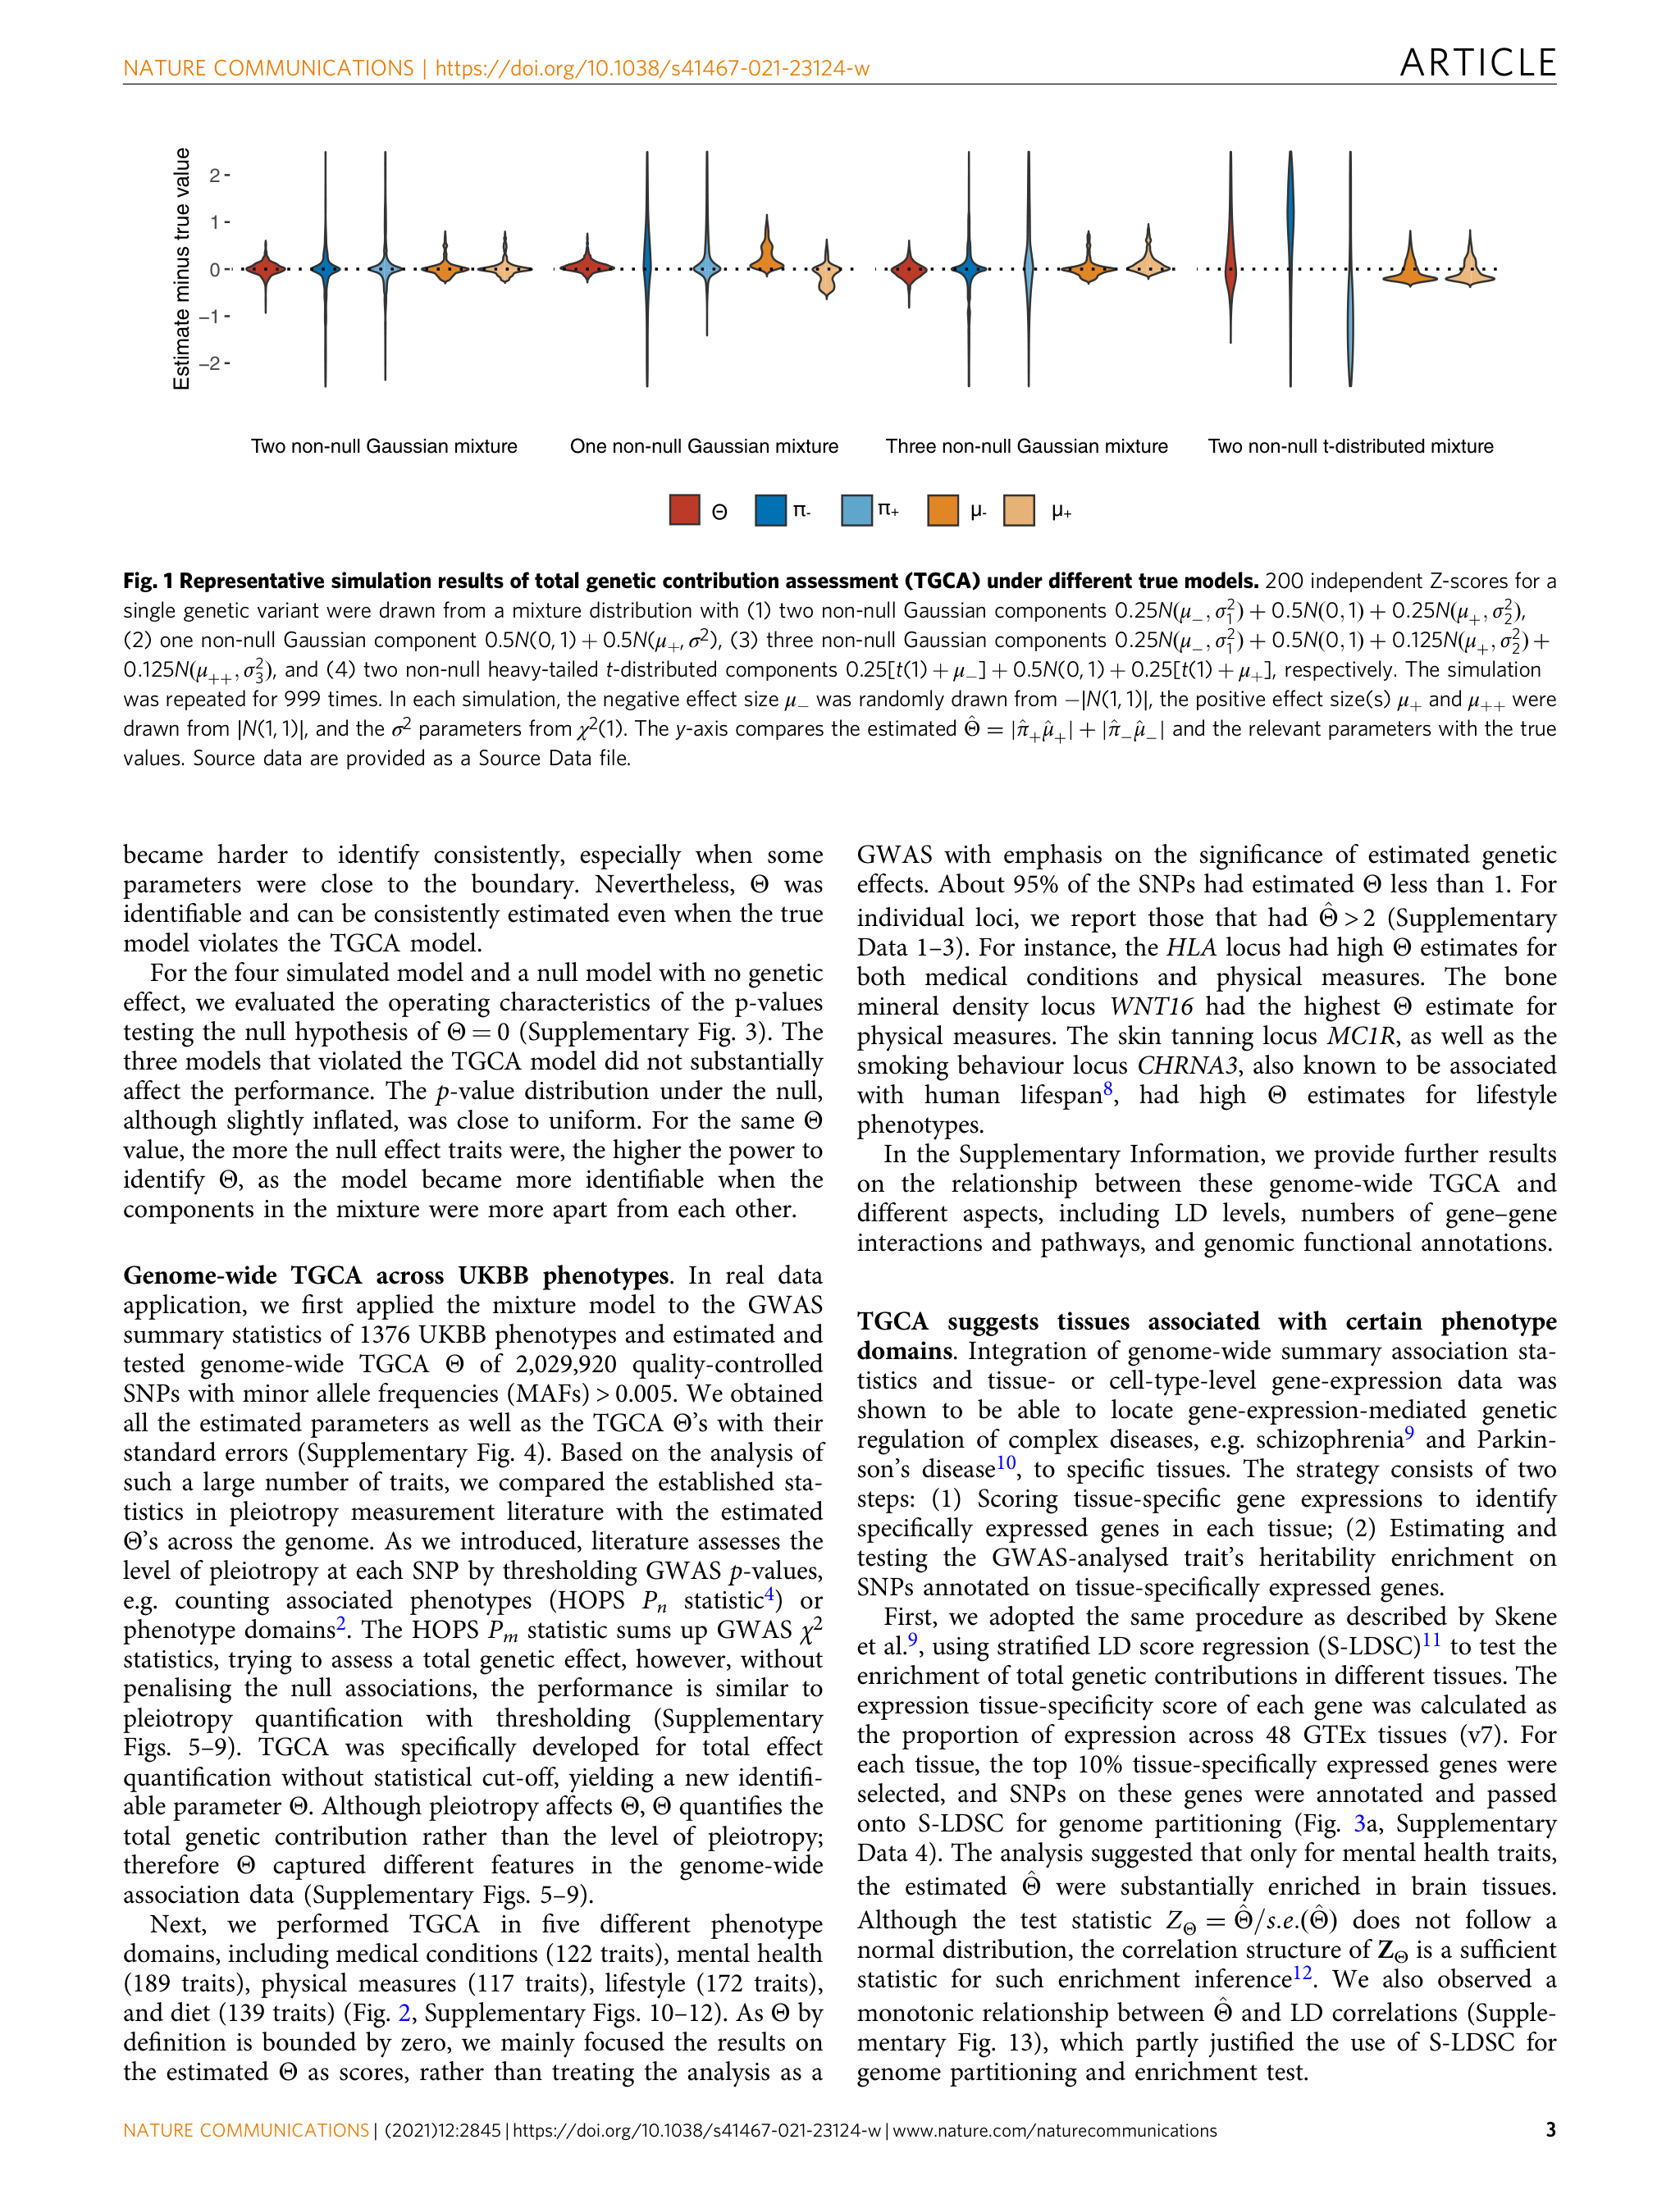 NATURE COMMUNICATIONS | https://doi.org/10.1038/s41467-021-23124-w
ARTICLE
Estimate minus true value
2
1
0
−1
−2
Two non-null Gaussian mixture
One non-null Gaussian mixture
Three non-null Gaussian mixture
Two non-null t-distributed mixture
Θ π- π+ μ- μ+
Fig. 1 Representative simulation results of total genetic contribution assessment (TGCA) under different true models. 200 independent Z-scores for a
single genetic variant were drawn from a mixture distribution with (1) two non-null Gaussian components 0.25N(μ₋, σ₁²) + 0.5N(0, 1) + 0.25N(μ₊, σ₂²),
(2) one non-null Gaussian component 0.5N(0, 1) + 0.5N(μ₊, σ²), (3) three non-null Gaussian components 0.25N(μ₋, σ₁²) + 0.5N(0, 1) + 0.125N(μ₊, σ₂²) +
0.125N(μ₊₊, σ₃²), and (4) two non-null heavy-tailed t-distributed components 0.25[t(1) + μ₋] + 0.5N(0, 1) + 0.25[t(1) + μ₊], respectively. The simulation
was repeated for 999 times. In each simulation, the negative effect size μ₋ was randomly drawn from −|N(1, 1)|, the positive effect size(s) μ₊ and μ₊₊ were
drawn from |N(1, 1)|, and the σ² parameters from χ²(1). The y-axis compares the estimated Θ̂ = |π̂₊μ̂₊| + |π̂₋μ̂₋| and the relevant parameters with the true
values. Source data are provided as a Source Data file.
became harder to identify consistently, especially when some
parameters were close to the boundary. Nevertheless, Θ was
identifiable and can be consistently estimated even when the true
model violates the TGCA model.
For the four simulated model and a null model with no genetic
effect, we evaluated the operating characteristics of the p-values
testing the null hypothesis of Θ = 0 (Supplementary Fig. 3). The
three models that violated the TGCA model did not substantially
affect the performance. The p-value distribution under the null,
although slightly inflated, was close to uniform. For the same Θ
value, the more the null effect traits were, the higher the power to
identify Θ, as the model became more identifiable when the
components in the mixture were more apart from each other.
Genome-wide TGCA across UKBB phenotypes. In real data
application, we first applied the mixture model to the GWAS
summary statistics of 1376 UKBB phenotypes and estimated and
tested genome-wide TGCA Θ of 2,029,920 quality-controlled
SNPs with minor allele frequencies (MAFs) > 0.005. We obtained
all the estimated parameters as well as the TGCA Θ's with their
standard errors (Supplementary Fig. 4). Based on the analysis of
such a large number of traits, we compared the established sta-
tistics in pleiotropy measurement literature with the estimated
Θ's across the genome. As we introduced, literature assesses the
level of pleiotropy at each SNP by thresholding GWAS p-values,
e.g. counting associated phenotypes (HOPS Pₙ statistic⁴) or
phenotype domains². The HOPS Pₘ statistic sums up GWAS χ²
statistics, trying to assess a total genetic effect, however, without
penalising the null associations, the performance is similar to
pleiotropy quantification with thresholding (Supplementary
Figs. 5–9). TGCA was specifically developed for total effect
quantification without statistical cut-off, yielding a new identifi-
able parameter Θ. Although pleiotropy affects Θ, Θ quantifies the
total genetic contribution rather than the level of pleiotropy;
therefore Θ captured different features in the genome-wide
association data (Supplementary Figs. 5–9).
Next, we performed TGCA in five different phenotype
domains, including medical conditions (122 traits), mental health
(189 traits), physical measures (117 traits), lifestyle (172 traits),
and diet (139 traits) (Fig. 2, Supplementary Figs. 10–12). As Θ by
definition is bounded by zero, we mainly focused the results on
the estimated Θ as scores, rather than treating the analysis as a
GWAS with emphasis on the significance of estimated genetic
effects. About 95% of the SNPs had estimated Θ less than 1. For
individual loci, we report those that had Θ̂ > 2 (Supplementary
Data 1–3). For instance, the HLA locus had high Θ estimates for
both medical conditions and physical measures. The bone
mineral density locus WNT16 had the highest Θ estimate for
physical measures. The skin tanning locus MC1R, as well as the
smoking behaviour locus CHRNA3, also known to be associated
with human lifespan⁸, had high Θ estimates for lifestyle
phenotypes.
In the Supplementary Information, we provide further results
on the relationship between these genome-wide TGCA and
different aspects, including LD levels, numbers of gene–gene
interactions and pathways, and genomic functional annotations.
TGCA suggests tissues associated with certain phenotype
domains. Integration of genome-wide summary association sta-
tistics and tissue- or cell-type-level gene-expression data was
shown to be able to locate gene-expression-mediated genetic
regulation of complex diseases, e.g. schizophrenia⁹ and Parkin-
son's disease¹⁰, to specific tissues. The strategy consists of two
steps: (1) Scoring tissue-specific gene expressions to identify
specifically expressed genes in each tissue; (2) Estimating and
testing the GWAS-analysed trait's heritability enrichment on
SNPs annotated on tissue-specifically expressed genes.
First, we adopted the same procedure as described by Skene
et al.⁹, using stratified LD score regression (S-LDSC)¹¹ to test the
enrichment of total genetic contributions in different tissues. The
expression tissue-specificity score of each gene was calculated as
the proportion of expression across 48 GTEx tissues (v7). For
each tissue, the top 10% tissue-specifically expressed genes were
selected, and SNPs on these genes were annotated and passed
onto S-LDSC for genome partitioning (Fig. 3a, Supplementary
Data 4). The analysis suggested that only for mental health traits,
the estimated Θ̂ were substantially enriched in brain tissues.
Although the test statistic Z_Θ = Θ̂/s.e.(Θ̂) does not follow a
normal distribution, the correlation structure of Z_Θ is a sufficient
statistic for such enrichment inference¹². We also observed a
monotonic relationship between Θ̂ and LD correlations (Supple-
mentary Fig. 13), which partly justified the use of S-LDSC for
genome partitioning and enrichment test.
NATURE COMMUNICATIONS | (2021) 12:2845 | https://doi.org/10.1038/s41467-021-23124-w | www.nature.com/naturecommunications
3